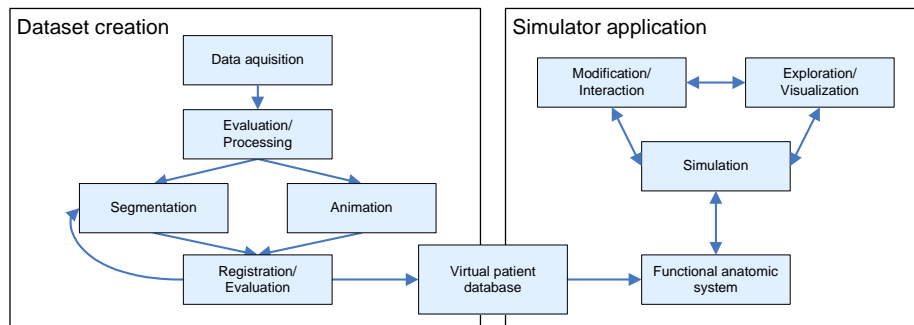 Dataset creation
Data aquisition
Evaluation/
Processing
Segmentation
Animation
Registration/
Evaluation
Virtual patient
database
Simulator application
Modification/
Interaction
Exploration/
Visualization
Simulation
Functional anatomic
system